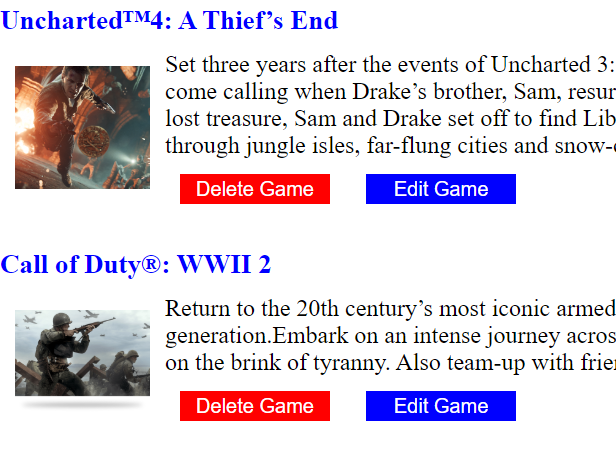 Uncharted™4: A Thief’s End
Set three years after the events of Uncharted 3:
come calling when Drake’s brother, Sam, resur
lost treasure, Sam and Drake set off to find Lib
through jungle isles, far-flung cities and snow-
Delete Game Edit Game
Call of Duty®: WWII 2
Return to the 20th century’s most iconic armed
generation.Embark on an intense journey acros
on the brink of tyranny. Also team-up with frie
Delete Game Edit Game